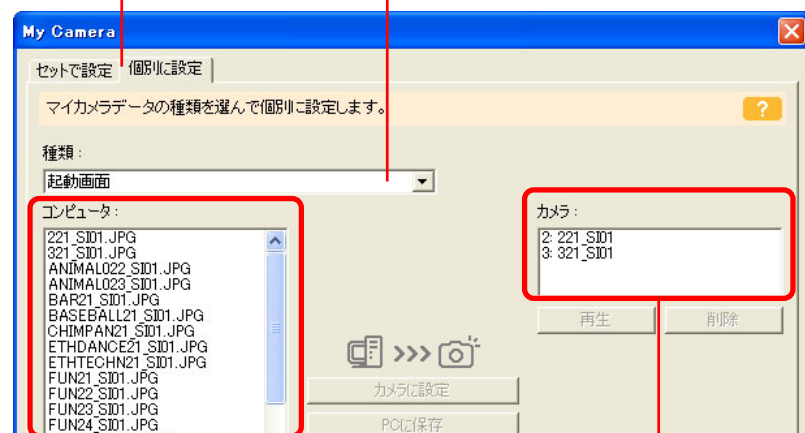 My Camera
セットで設定 個別に設定
マイカメラデータの種類を選んで個別に設定します。 ?
種類：
起動画面
コンピュータ：
221_SI01.JPG
321_SI01.JPG
ANIMAL022_SI01.JPG
ANIMAL023_SI01.JPG
BAR21_SI01.JPG
BASEBALL21_SI01.JPG
CHIMPAN21_SI01.JPG
ETHDANCE21_SI01.JPG
ETHTECHN21_SI01.JPG
FUN21_SI01.JPG
FUN22_SI01.JPG
FUN23_SI01.JPG
FUN24_SI01.JPG
>>>
カメラに設定
PCに保存
カメラ：
2: 221_SI01
3: 321_SI01
再生 削除